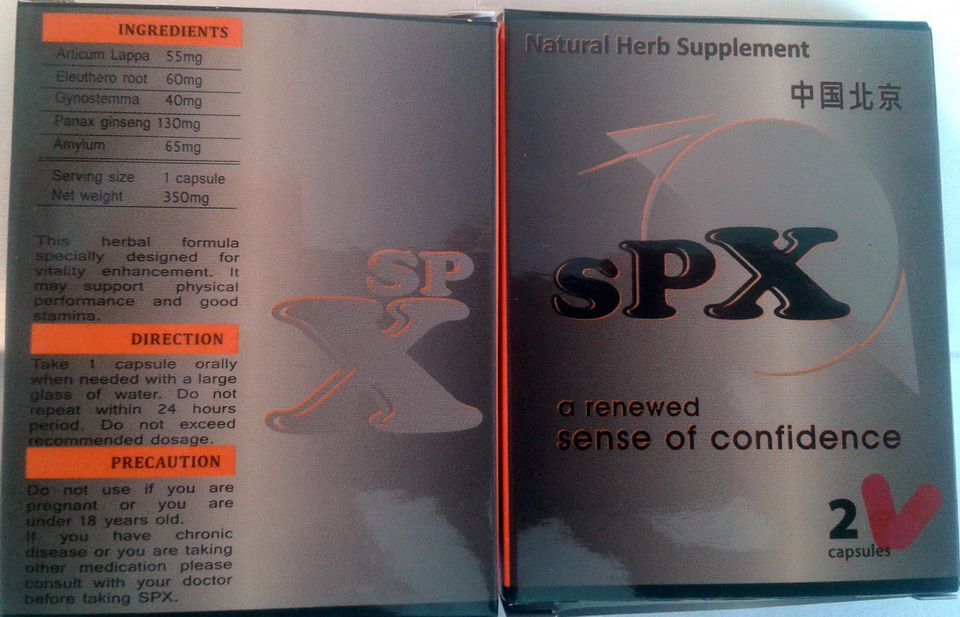 INGREDIENTS
Articum Lappa 55mg
Eleuthero root 60mg
Gynostemma 40mg
Panax ginseng 130mg
Amylum 65mg
Serving size 1 capsule
Net weight 350mg
This herbal formula
specially designed for
vitality enhancement. It
may support physical
performance and good
stamina.
DIRECTION
Take 1 capsule orally
when needed with a large
glass of water. Do not
repeat within 24 hours
period. Do not exceed
recommended dosage.
PRECAUTION
Do not use if you are
pregnant or you are
under 18 years old.
If you have chronic
disease or you are taking
other medication please
consult with your doctor
before taking SPX.
SP
X
Natural Herb Supplement
中国北京
SPX
a renewed
sense of confidence
2
capsules